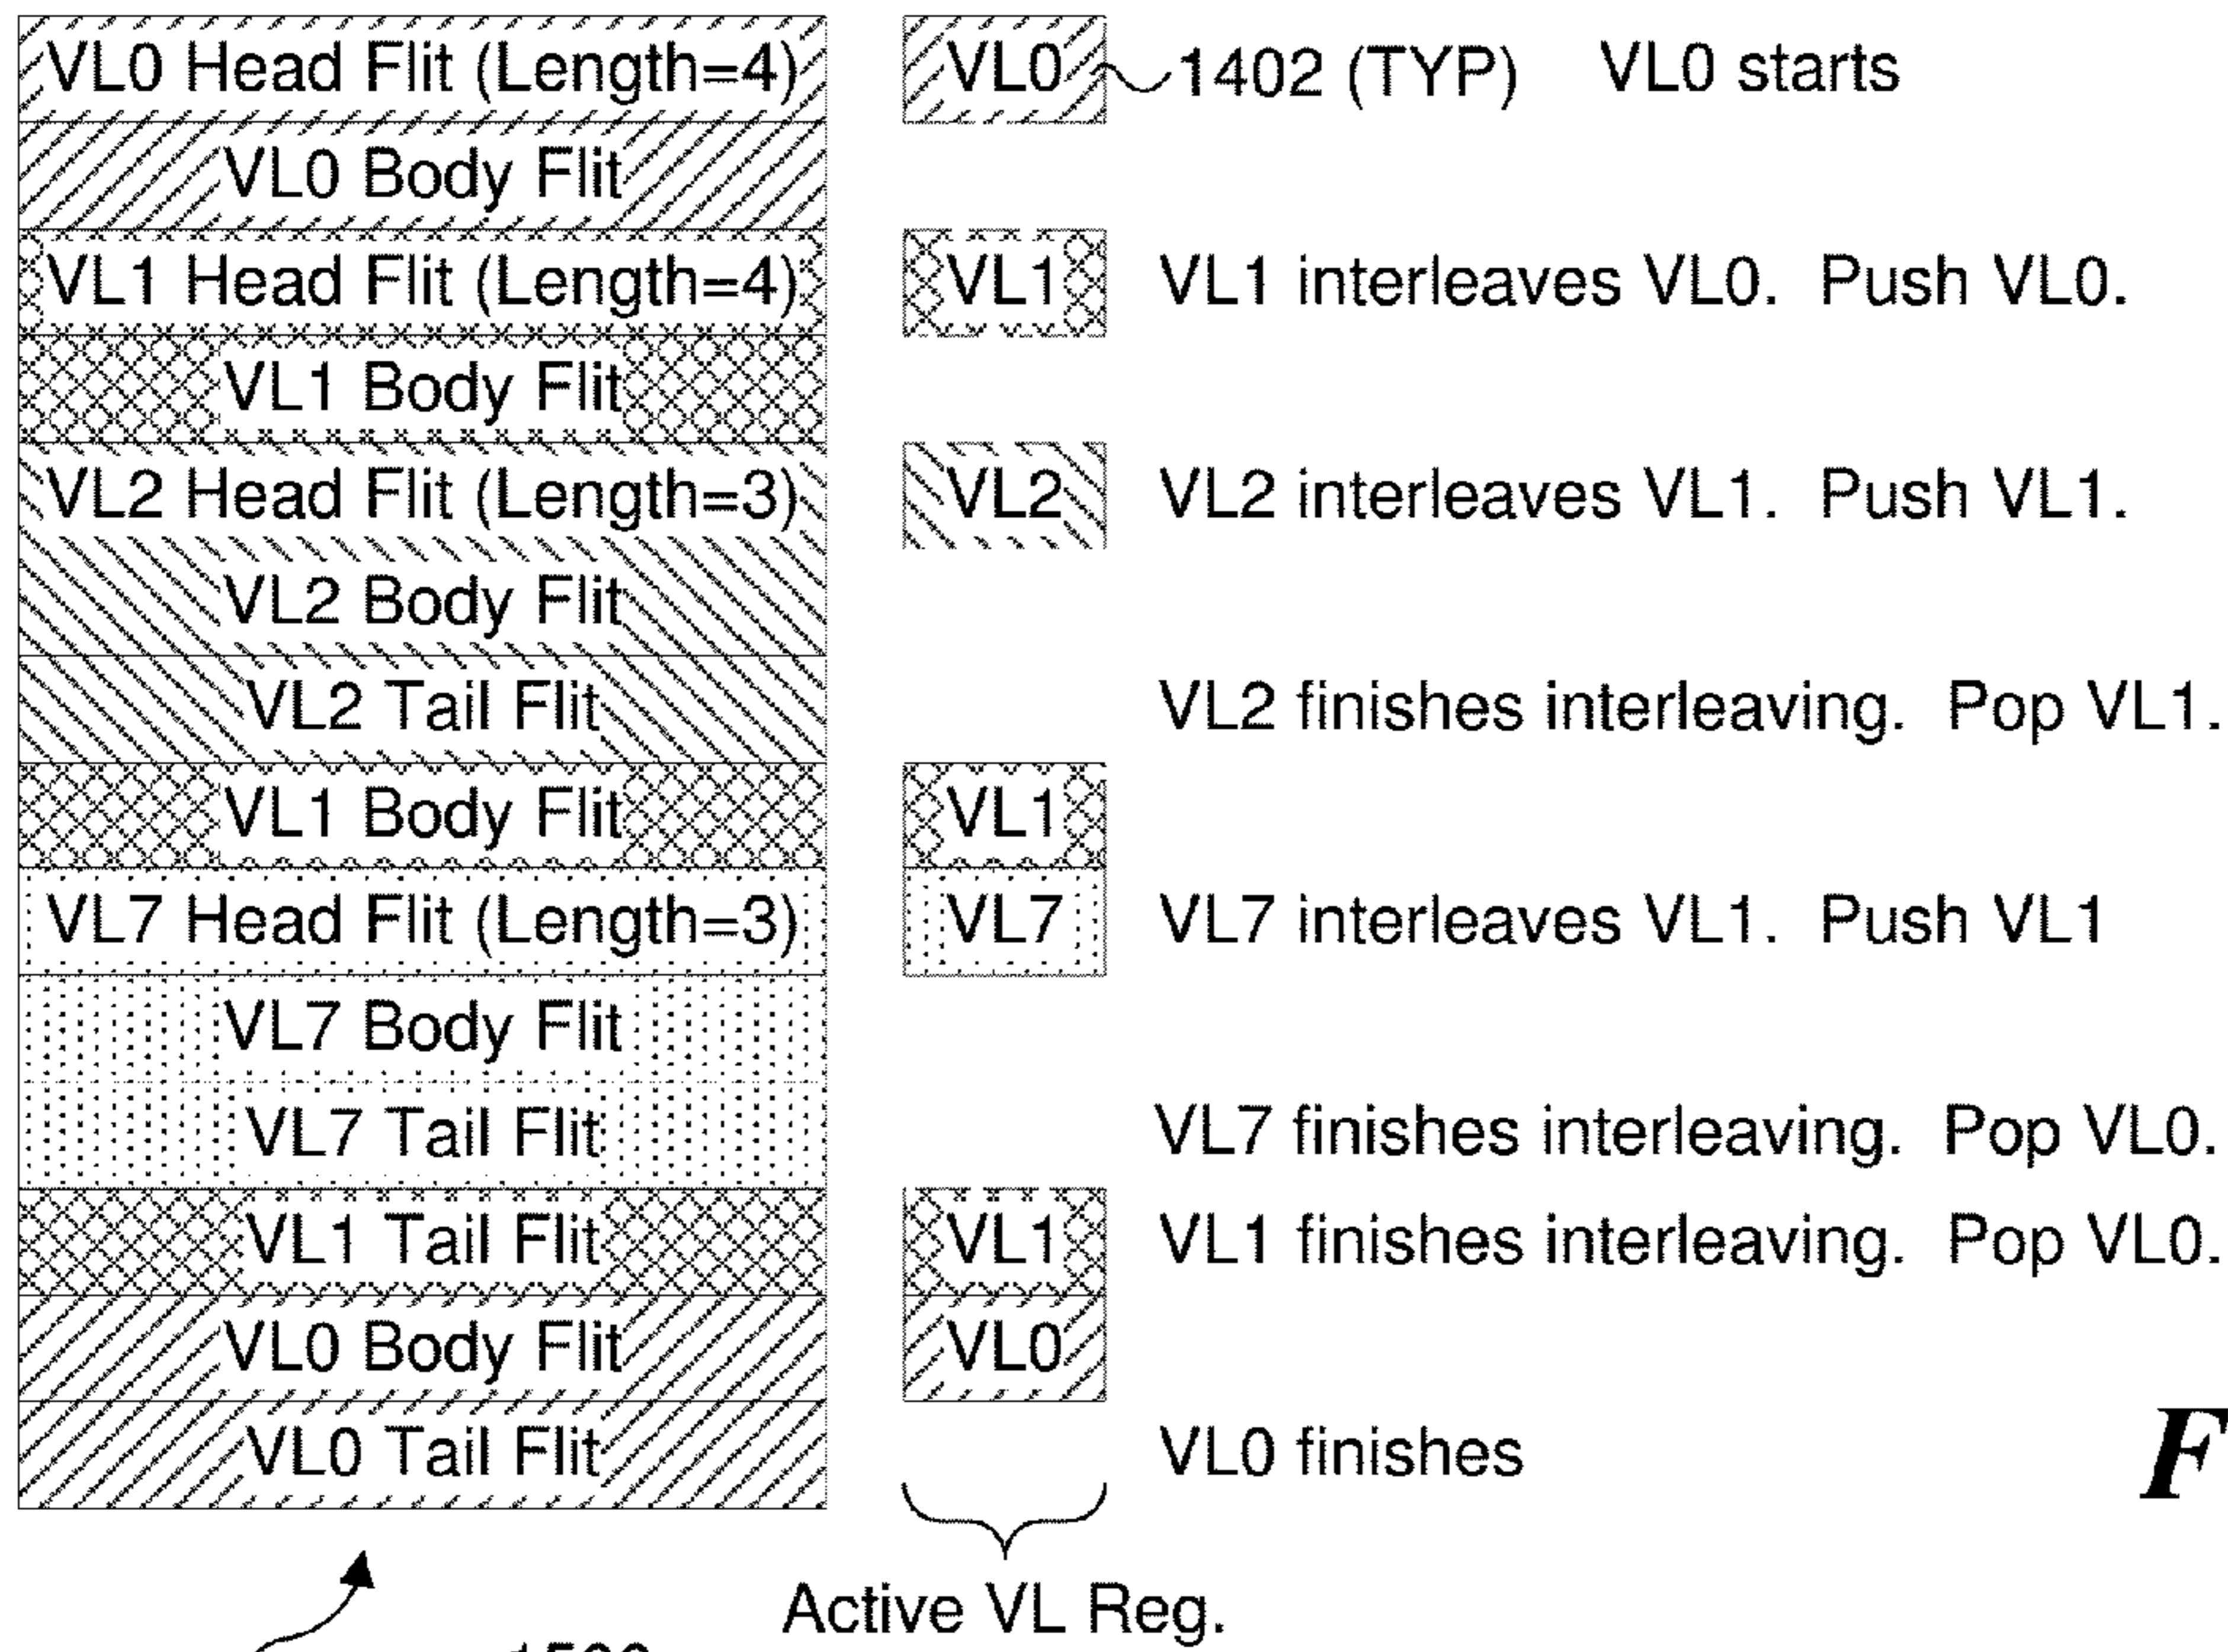 VL0 Head Flit (Length=4) VL0 1402 (TYP) VL0 starts
VL0 Body Flit
VL1 Head Flit (Length=4) VL1 VL1 interleaves VL0. Push VL0.
VL1 Body Flit
VL2 Head Flit (Length=3) VL2 VL2 interleaves VL1. Push VL1.
VL2 Body Flit
VL2 Tail Flit VL2 finishes interleaving. Pop VL1.
VL1 Body Flit VL1
VL7 Head Flit (Length=3) VL7 VL7 interleaves VL1. Push VL1
VL7 Body Flit
VL7 Tail Flit VL7 finishes interleaving. Pop VL0.
VL1 Tail Flit VL1 VL1 finishes interleaving. Pop VL0.
VL0 Body Flit VL0
VL0 Tail Flit VL0 finishes
F
Active VL Reg.